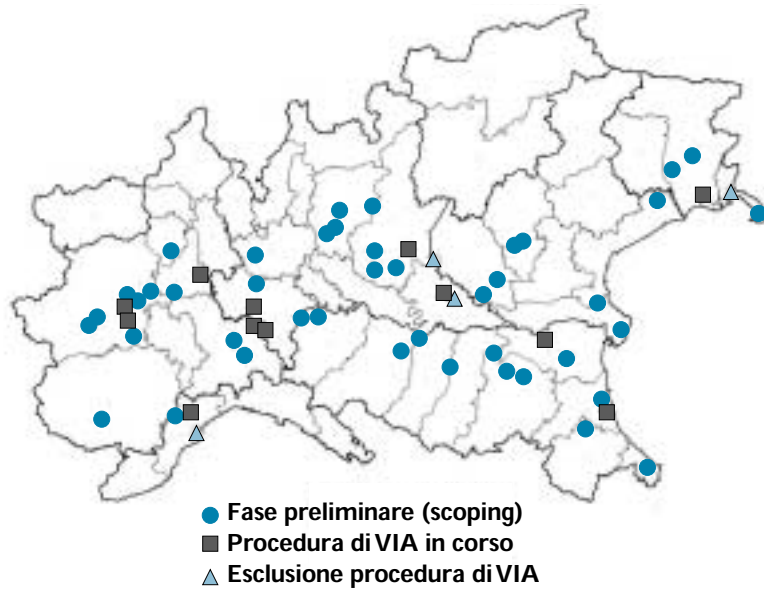 Fase preliminare (scoping)
Procedura di VIA in corso
Esclusione procedura di VIA